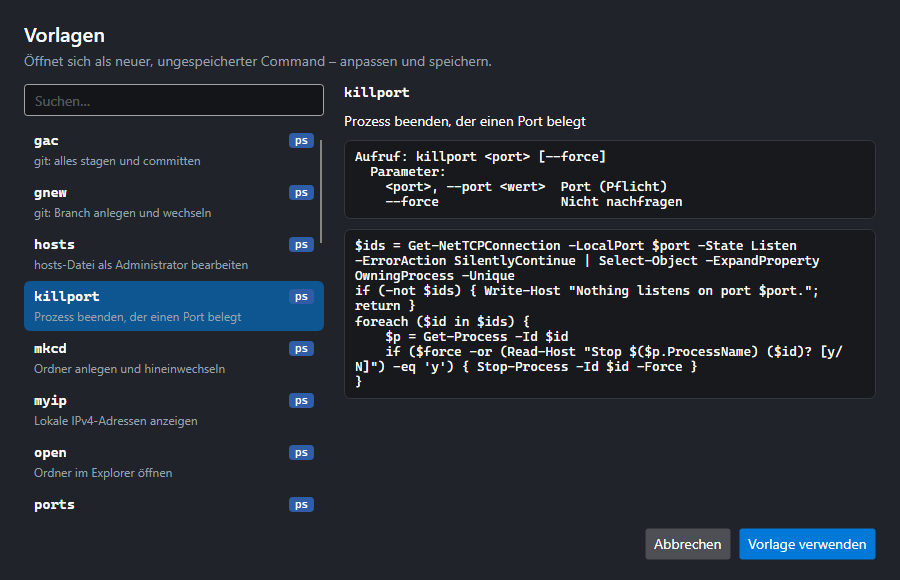 Vorlagen
Öffnet sich als neuer, ungespeicherter Command – anpassen und speichern.
Suchen...
gac ps
git: alles stagen und committen
gnew ps
git: Branch anlegen und wechseln
hosts ps
hosts-Datei als Administrator bearbeiten
killport ps
Prozess beenden, der einen Port belegt
mkcd ps
Ordner anlegen und hineinwechseln
myip ps
Lokale IPv4-Adressen anzeigen
open ps
Ordner im Explorer öffnen
ports ps
killport
Prozess beenden, der einen Port belegt
Aufruf: killport <port> [--force]
  Parameter:
    <port>, --port <wert>  Port (Pflicht)
    --force                Nicht nachfragen
$ids = Get-NetTCPConnection -LocalPort $port -State Listen
-ErrorAction SilentlyContinue | Select-Object -ExpandProperty
OwningProcess -Unique
if (-not $ids) { Write-Host "Nothing listens on port $port.";
return }
foreach ($id in $ids) {
    $p = Get-Process -Id $id
    if ($force -or (Read-Host "Stop $($p.ProcessName) ($id)? [y/
N]") -eq 'y') { Stop-Process -Id $id -Force }
}
Abbrechen
Vorlage verwenden